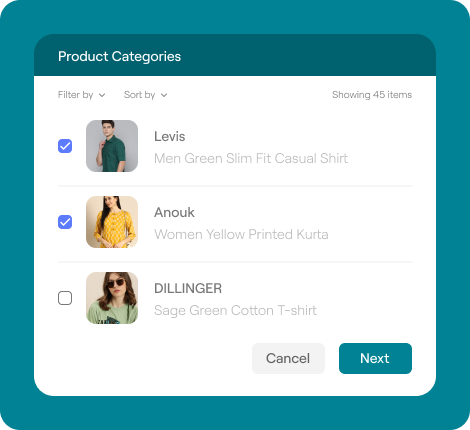 Product Categories
Filter by Sort by Showing 45 items
Levis
Men Green Slim Fit Casual Shirt
Anouk
Women Yellow Printed Kurta
DILLINGER
Sage Green Cotton T-shirt
Cancel Next